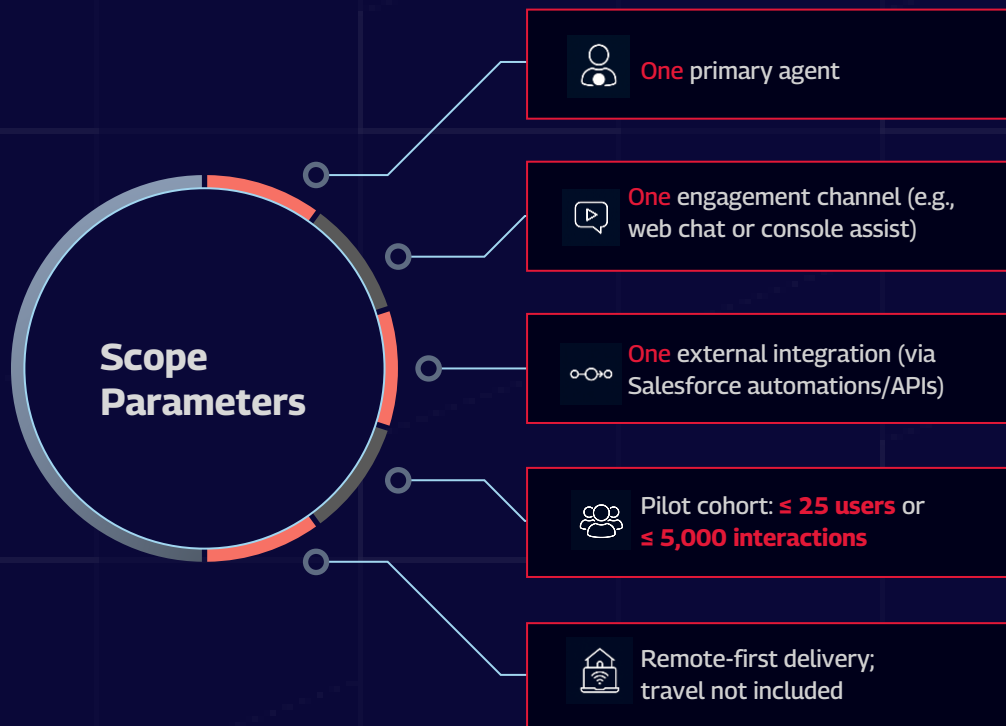 Scope
Parameters
One primary agent
One engagement channel (e.g.,
web chat or console assist)
One external integration (via
Salesforce automations/APIs)
Pilot cohort: ≤ 25 users or
≤ 5,000 interactions
Remote-first delivery;
travel not included